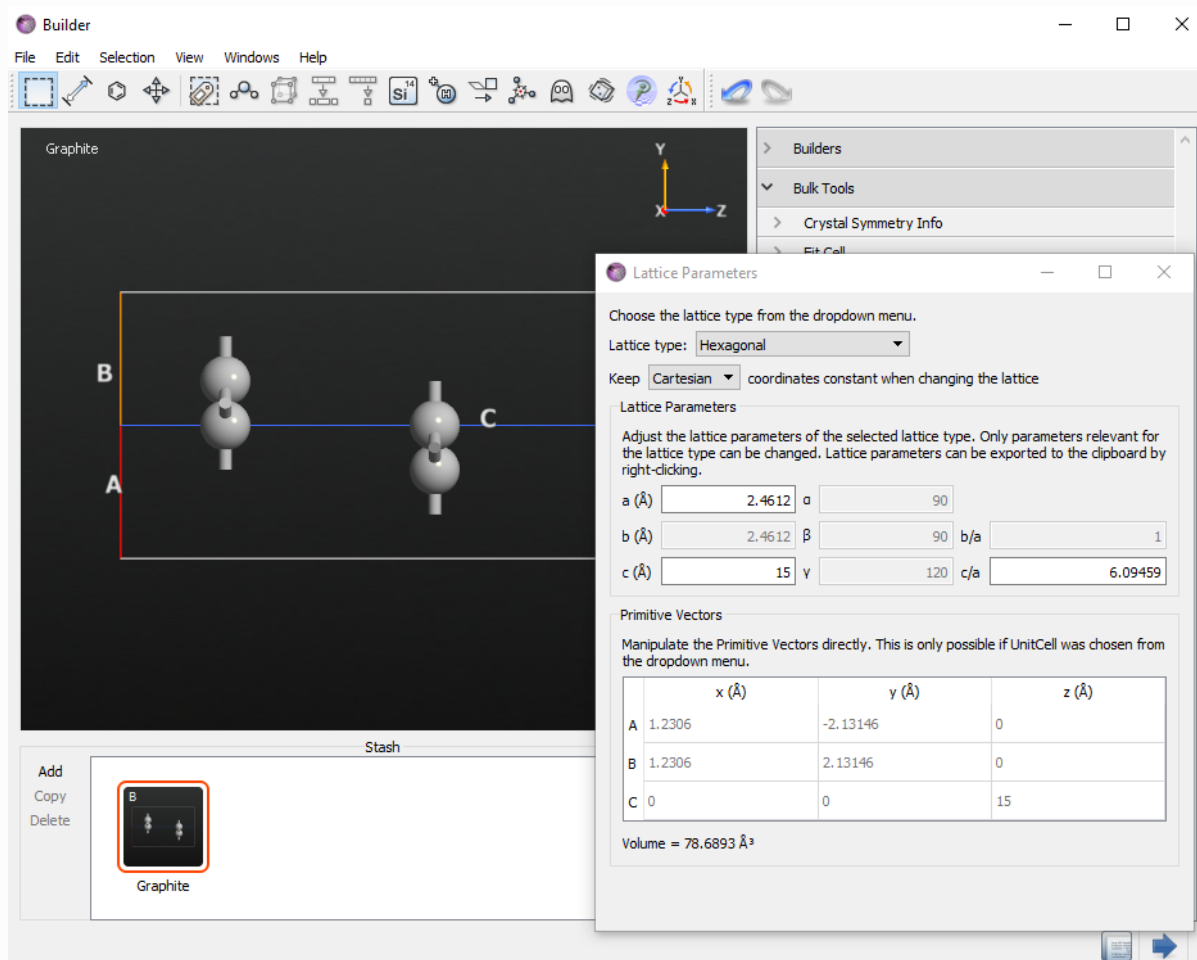 Builder
File Edit Selection View Windows Help
Si 14
H
Z Y X
Graphite
Y
X Z
B
C
A
Builders
Bulk Tools
Crystal Symmetry Info
Fit Cell
Lattice Parameters
Choose the lattice type from the dropdown menu.
Lattice type: Hexagonal
Keep Cartesian coordinates constant when changing the lattice
Lattice Parameters
Adjust the lattice parameters of the selected lattice type. Only parameters relevant for
the lattice type can be changed. Lattice parameters can be exported to the clipboard by
right-clicking.
a (Å) 2.4612 α 90
b (Å) 2.4612 β 90 b/a 1
c (Å) 15 γ 120 c/a 6.09459
Primitive Vectors
Manipulate the Primitive Vectors directly. This is only possible if UnitCell was chosen from
the dropdown menu.
x (Å) y (Å) z (Å)
A 1.2306 -2.13146 0
B 1.2306 2.13146 0
C 0 0 15
Volume = 78.6893 Å³
Stash
Add
Copy
Delete
B
Graphite